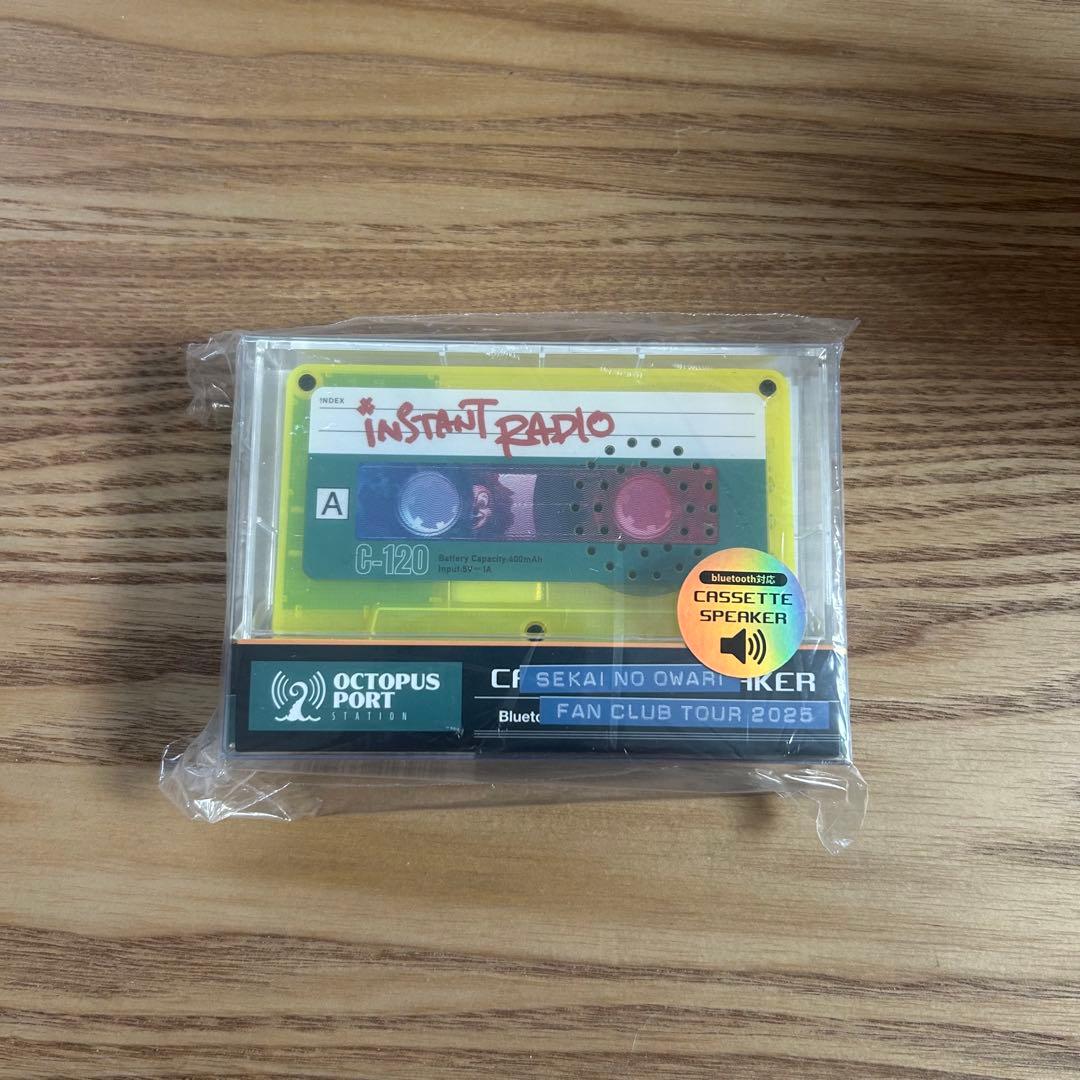 INDEX
INSTANT RADIO
A
C-120
Battery Capacity:400mAh
Input:5V⎓1A
bluetooth対応
CASSETTE
SPEAKER
OCTOPUS
PORT
STATION
SEKAI NO OWARI
FAN CLUB TOUR 2025